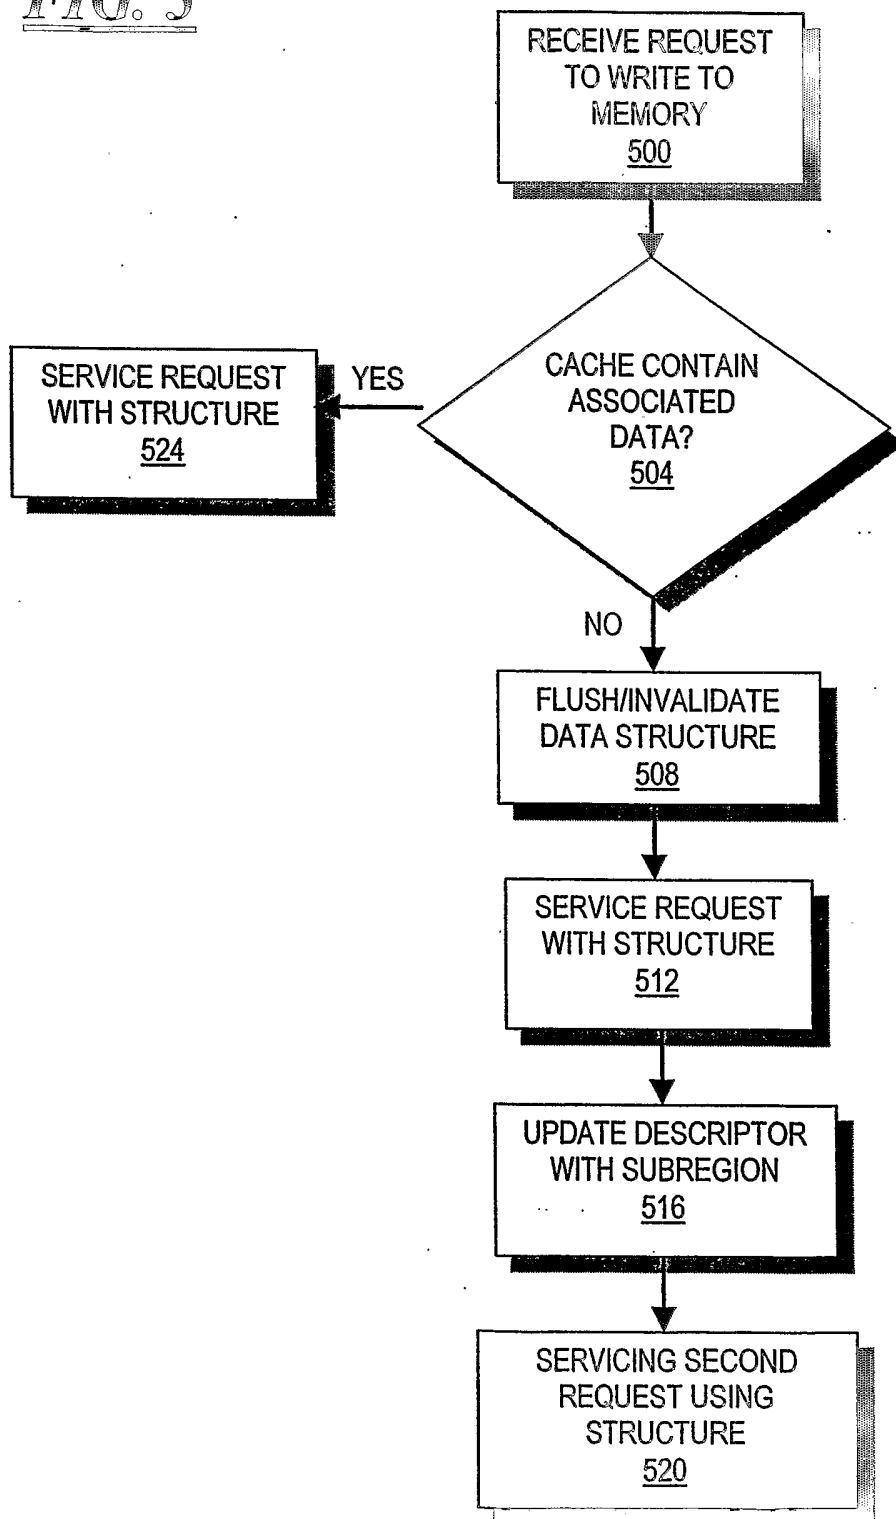 FIG. 5
RECEIVE REQUEST
TO WRITE TO
MEMORY
500
CACHE CONTAIN
ASSOCIATED
DATA?
504
YES
SERVICE REQUEST
WITH STRUCTURE
524
NO
FLUSH/INVALIDATE
DATA STRUCTURE
508
SERVICE REQUEST
WITH STRUCTURE
512
UPDATE DESCRIPTOR
WITH SUBREGION
516
SERVICING SECOND
REQUEST USING
STRUCTURE
520